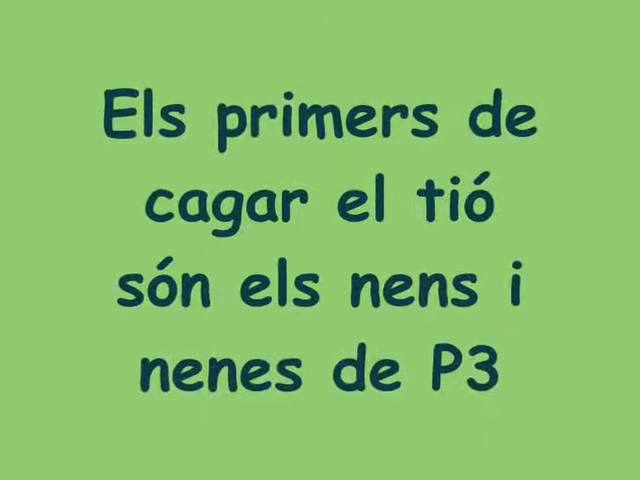 Els primers de
cagar el tió
són els nens i
nenes de P3